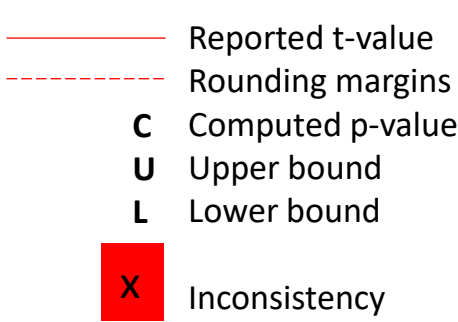 Reported t-value
Rounding margins
C Computed p-value
U Upper bound
L Lower bound
X Inconsistency